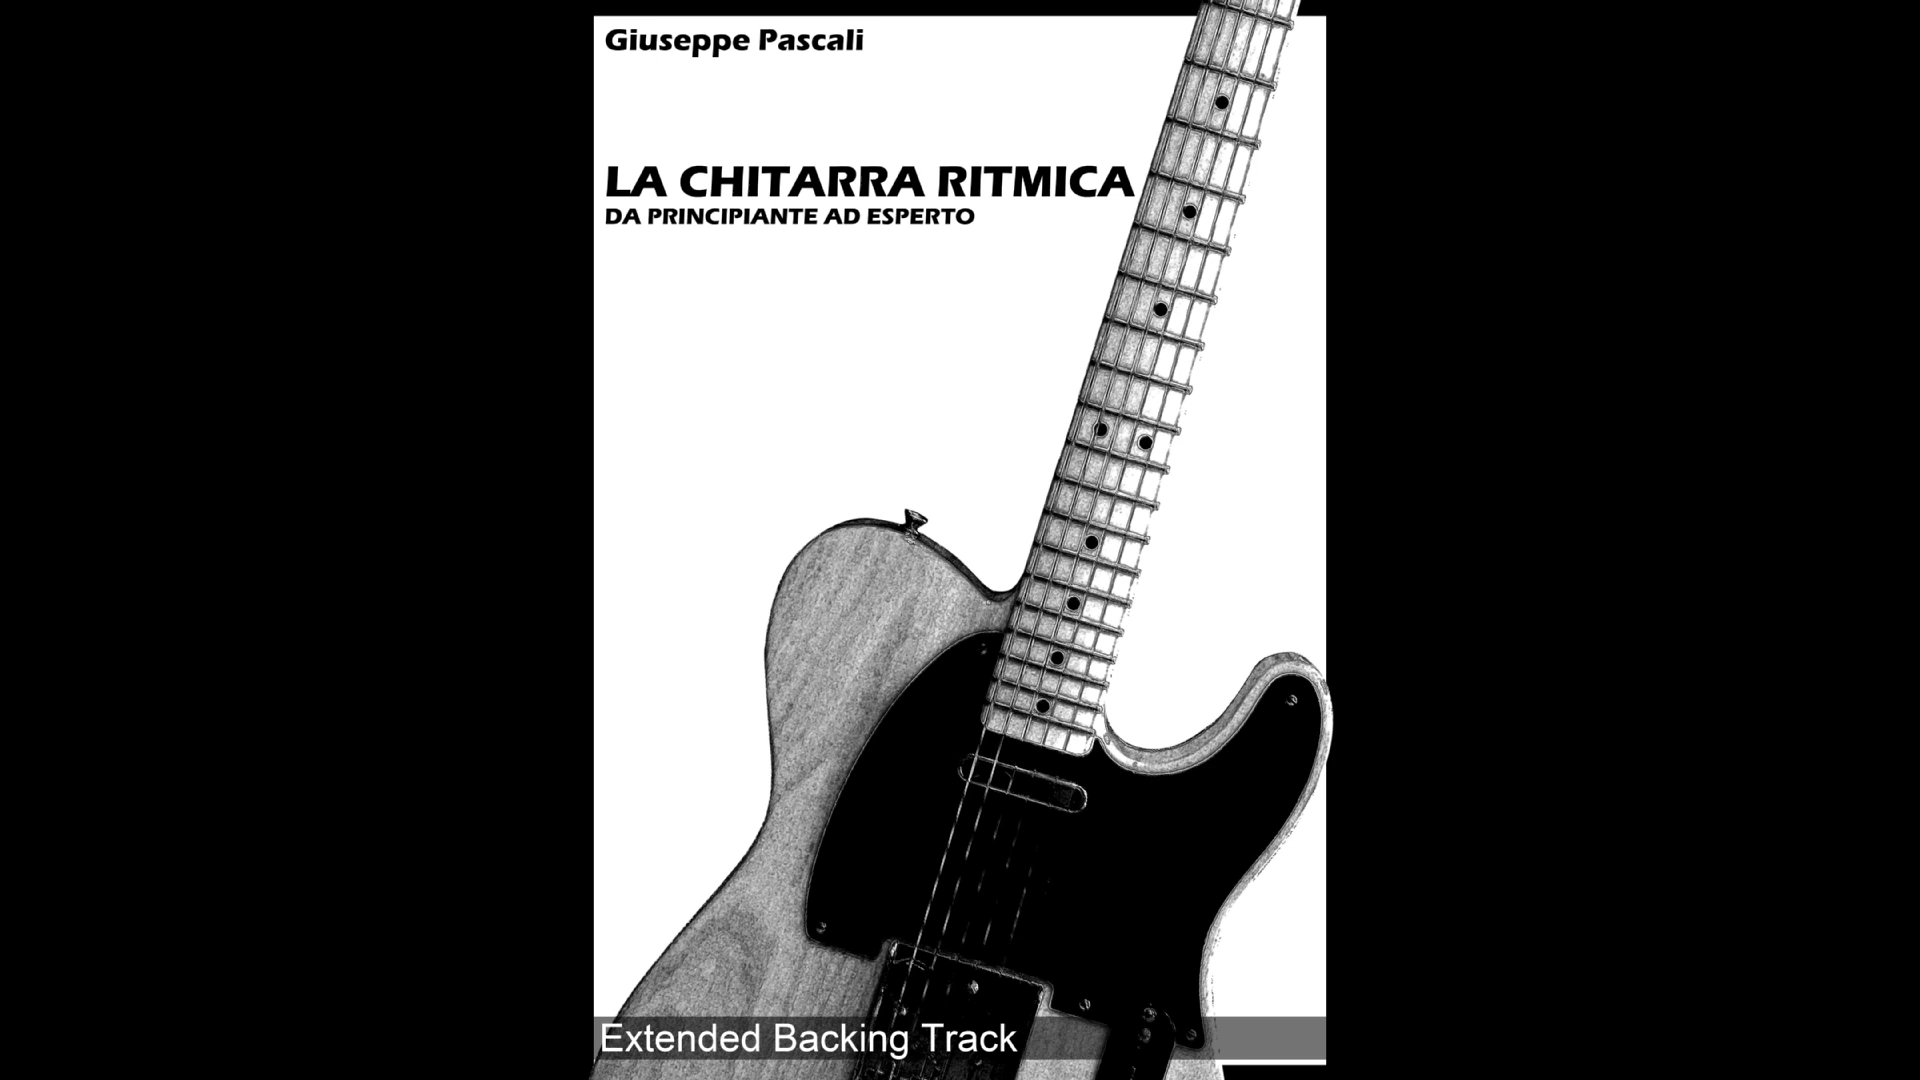 Giuseppe Pascali
LA CHITARRA RITMICA
DA PRINCIPIANTE AD ESPERTO
Extended Backing Track